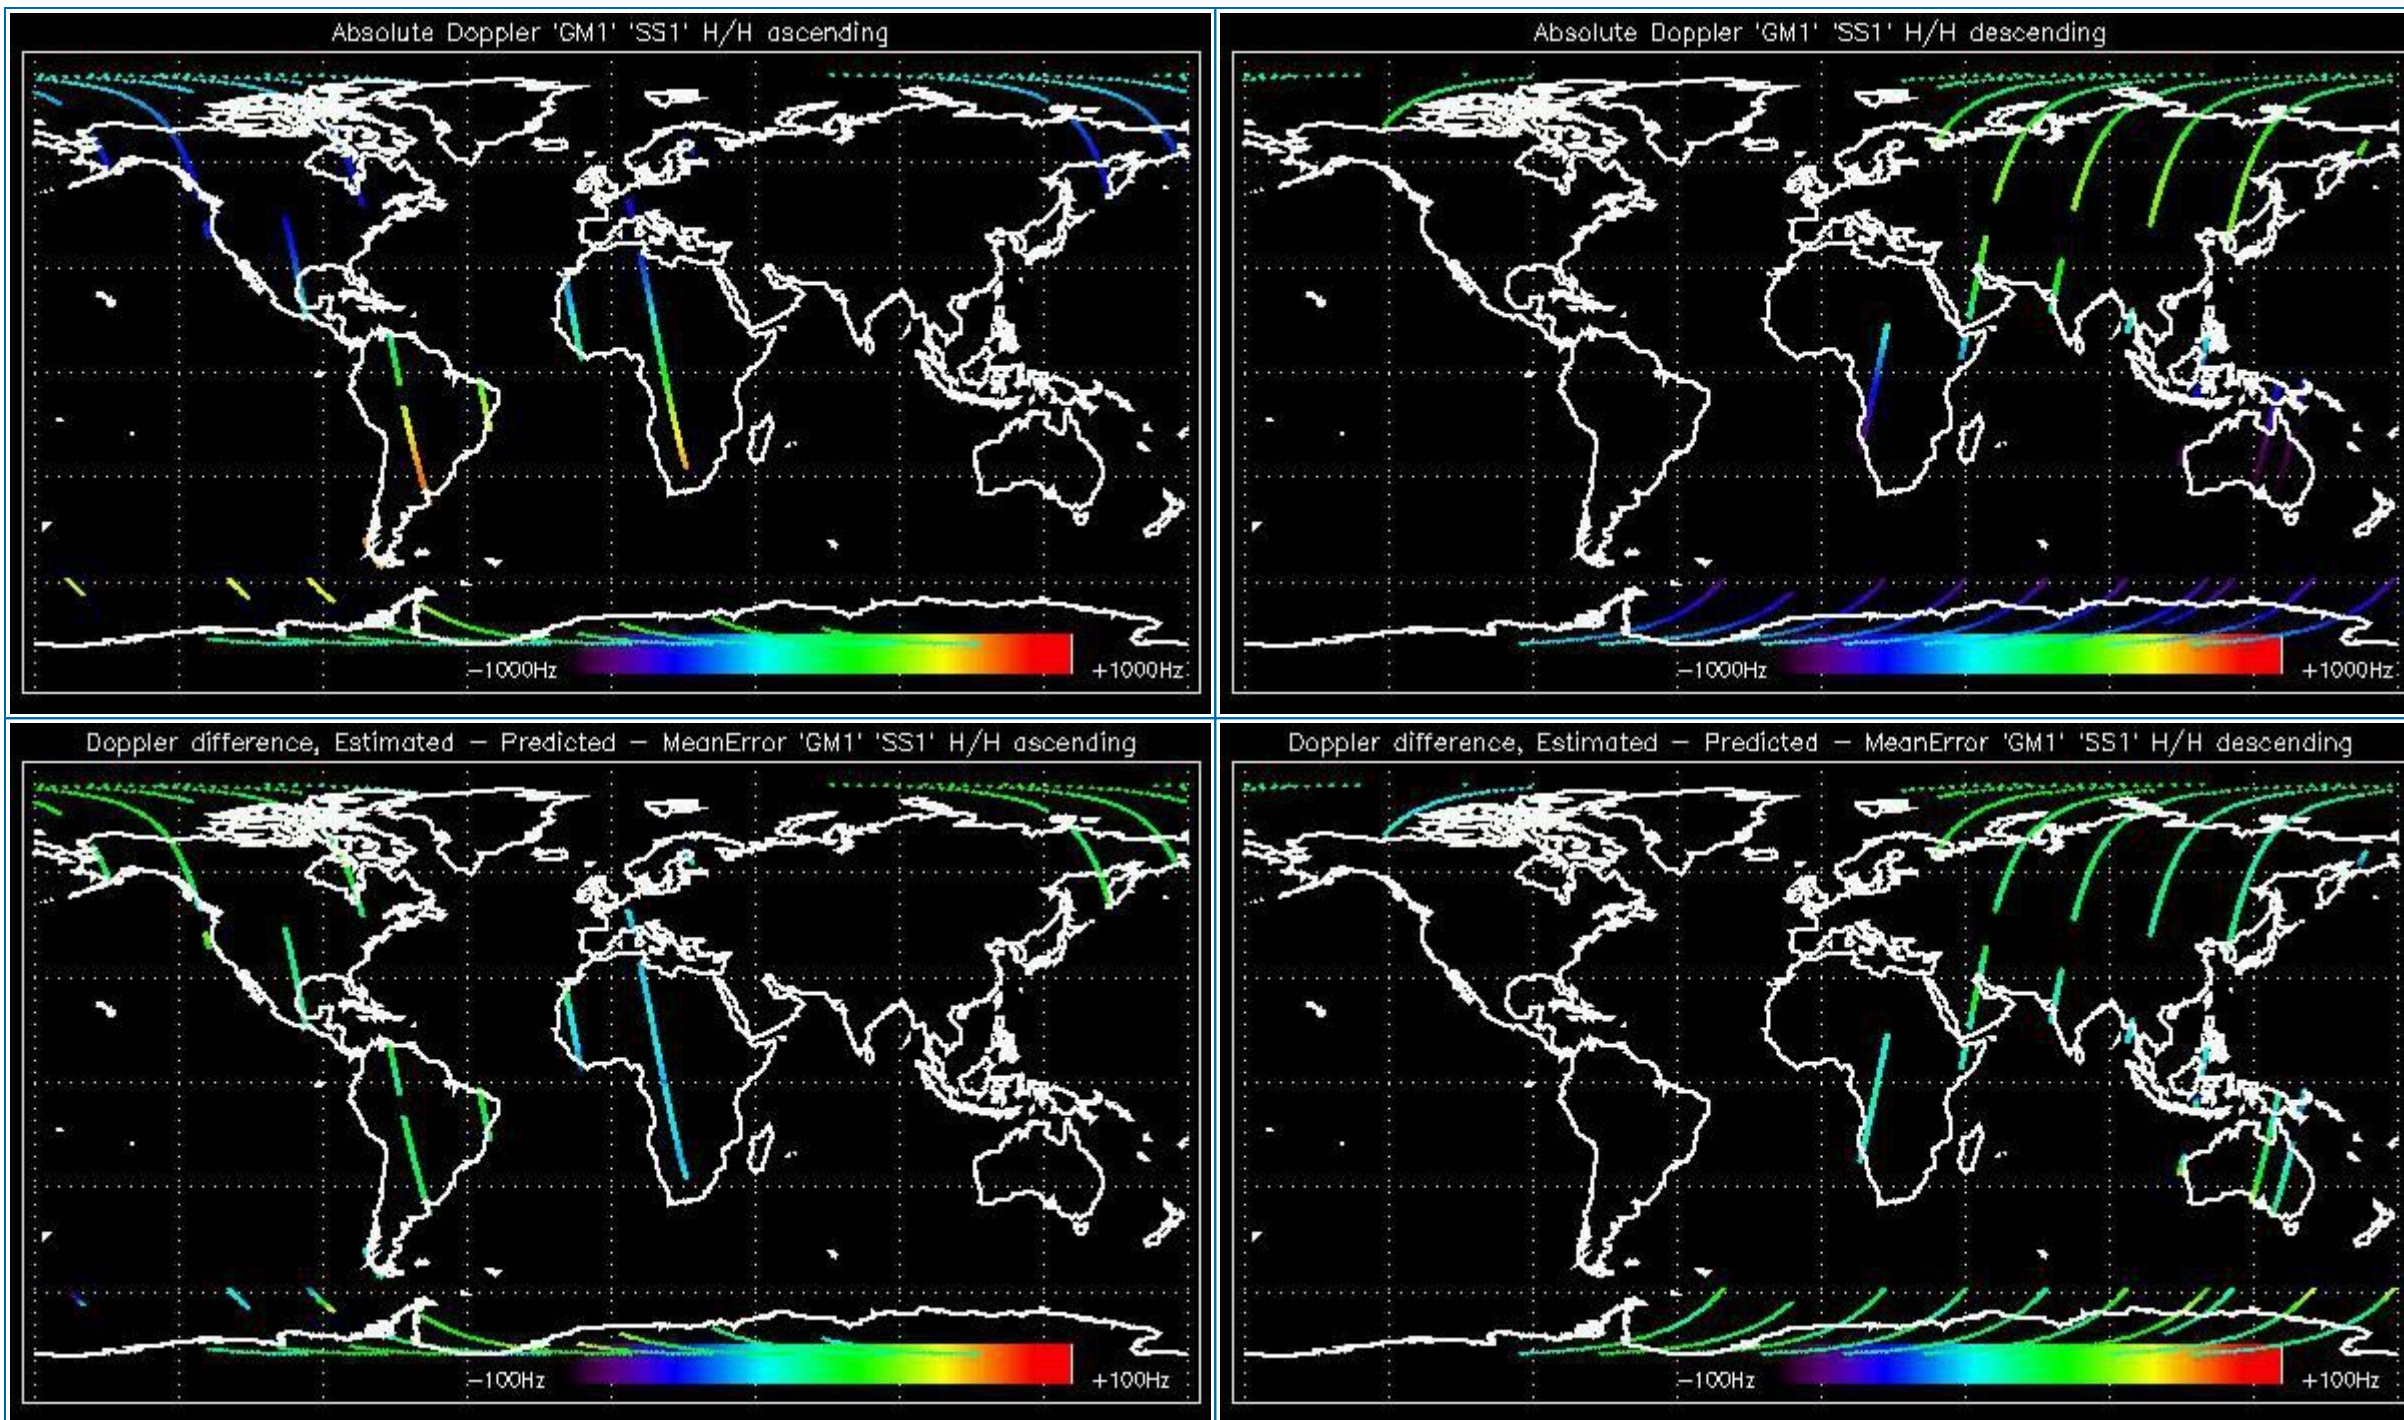 Absolute Doppler 'GM1' 'SS1' H/H ascending
−1000Hz
+1000Hz
Absolute Doppler 'GM1' 'SS1' H/H descending
−1000Hz
+1000Hz
Doppler difference, Estimated − Predicted − MeanError 'GM1' 'SS1' H/H ascending
−100Hz
+100Hz
Doppler difference, Estimated − Predicted − MeanError 'GM1' 'SS1' H/H descending
−100Hz
+100Hz